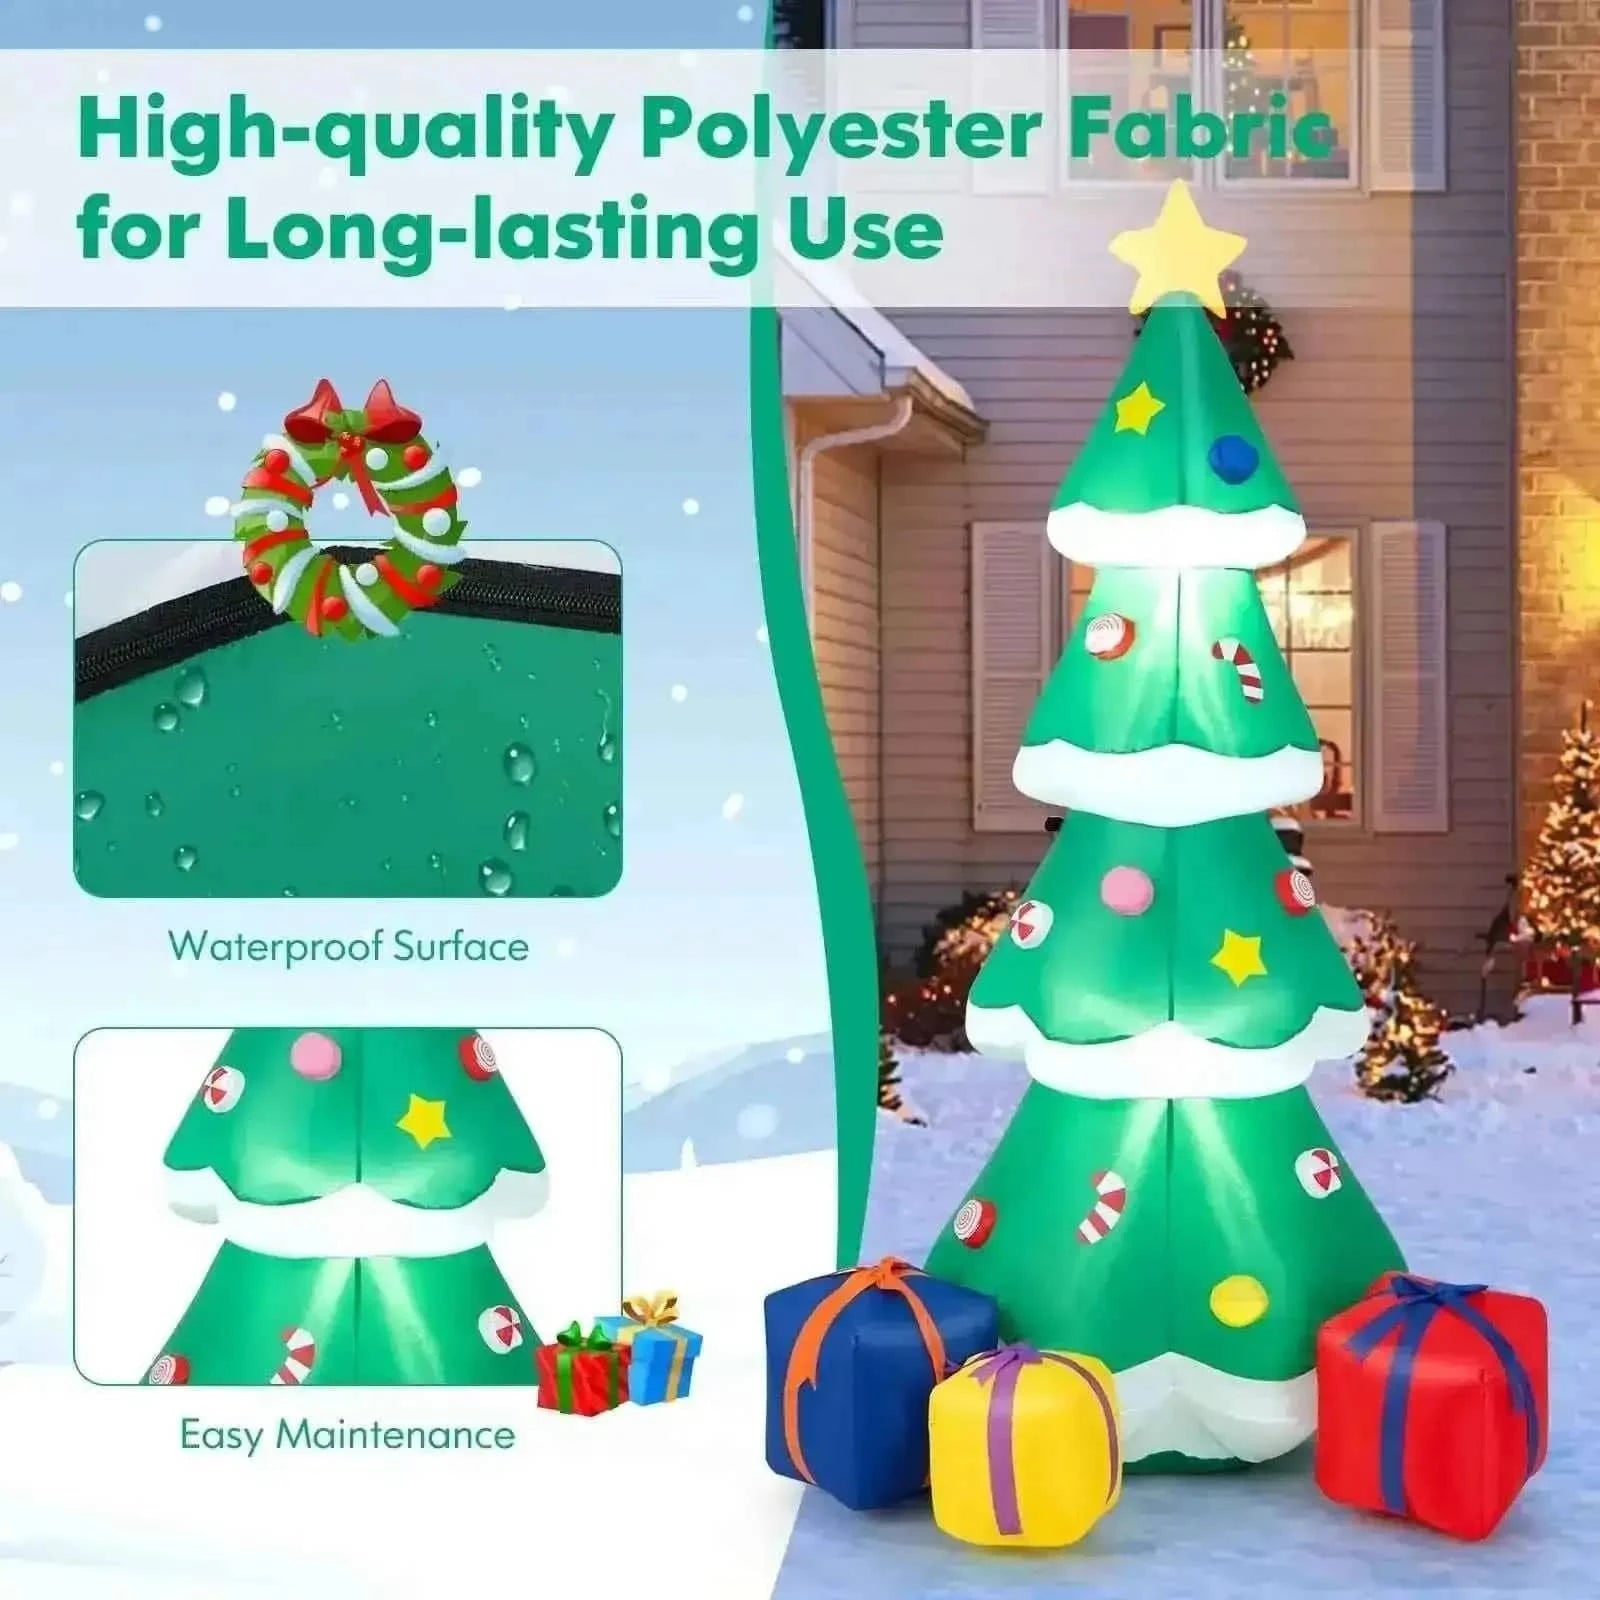 High-quality Polyester Fabric
for Long-lasting Use
Waterproof Surface
Easy Maintenance